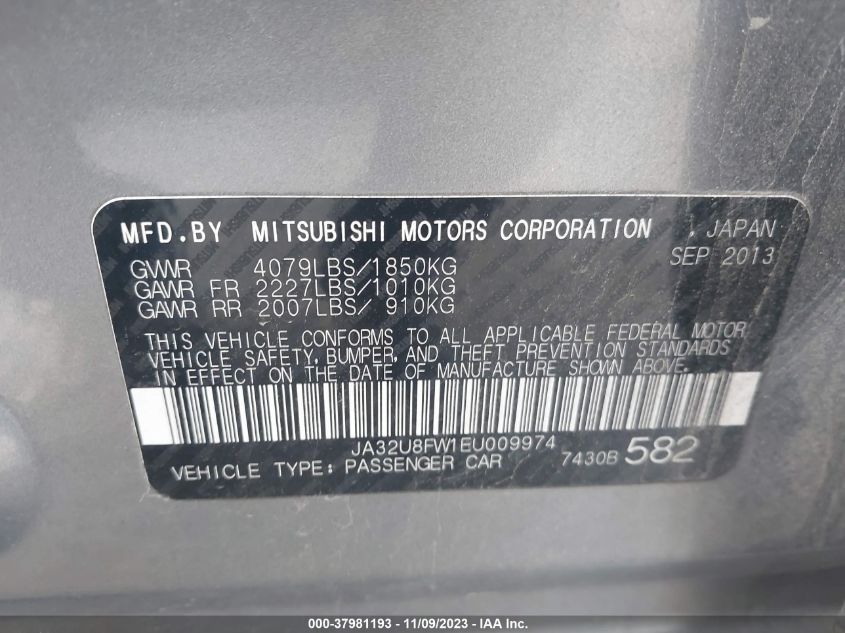 MFD.BY MITSUBISHI MOTORS CORPORATION , JAPAN
SEP 2013
GVWR 4079LBS/1850KG
GAWR FR 2227LBS/1010KG
GAWR RR 2007LBS/ 910KG
THIS VEHICLE CONFORMS TO ALL APPLICABLE FEDERAL MOTOR
VEHICLE SAFETY, BUMPER, AND THEFT PREVENTION STANDARDS
IN EFFECT ON THE DATE OF MANUFACTURE SHOWN ABOVE.
JA32U8FW1EU009974
VEHICLE TYPE: PASSENGER CAR 7430B 582
000-37981193 - 11/09/2023 - IAA Inc.